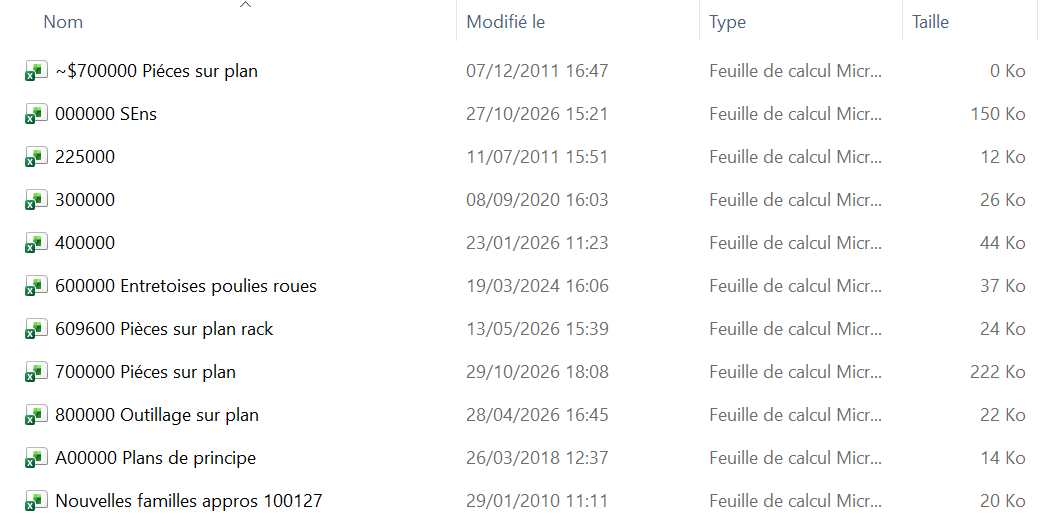 Nom Modifié le Type Taille
~$700000 Piéces sur plan 07/12/2011 16:47 Feuille de calcul Micr... 0 Ko
000000 SEns 27/10/2026 15:21 Feuille de calcul Micr... 150 Ko
225000 11/07/2011 15:51 Feuille de calcul Micr... 12 Ko
300000 08/09/2020 16:03 Feuille de calcul Micr... 26 Ko
400000 23/01/2026 11:23 Feuille de calcul Micr... 44 Ko
600000 Entretoises poulies roues 19/03/2024 16:06 Feuille de calcul Micr... 37 Ko
609600 Pièces sur plan rack 13/05/2026 15:39 Feuille de calcul Micr... 24 Ko
700000 Piéces sur plan 29/10/2026 18:08 Feuille de calcul Micr... 222 Ko
800000 Outillage sur plan 28/04/2026 16:45 Feuille de calcul Micr... 22 Ko
A00000 Plans de principe 26/03/2018 12:37 Feuille de calcul Micr... 14 Ko
Nouvelles familles appros 100127 29/01/2010 11:11 Feuille de calcul Micr... 20 Ko